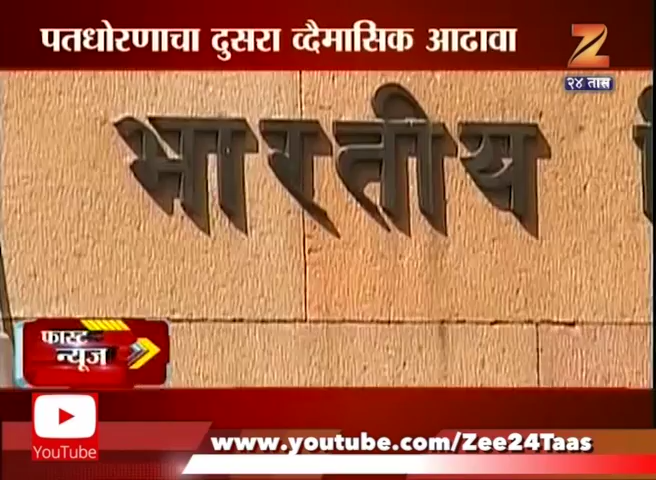 पतधोरणाचा दुसरा व्दैमासिक आढावा
२४ तास
भारतीय
फास्ट
न्यूज
YouTube
www.youtube.com/Zee24Taas